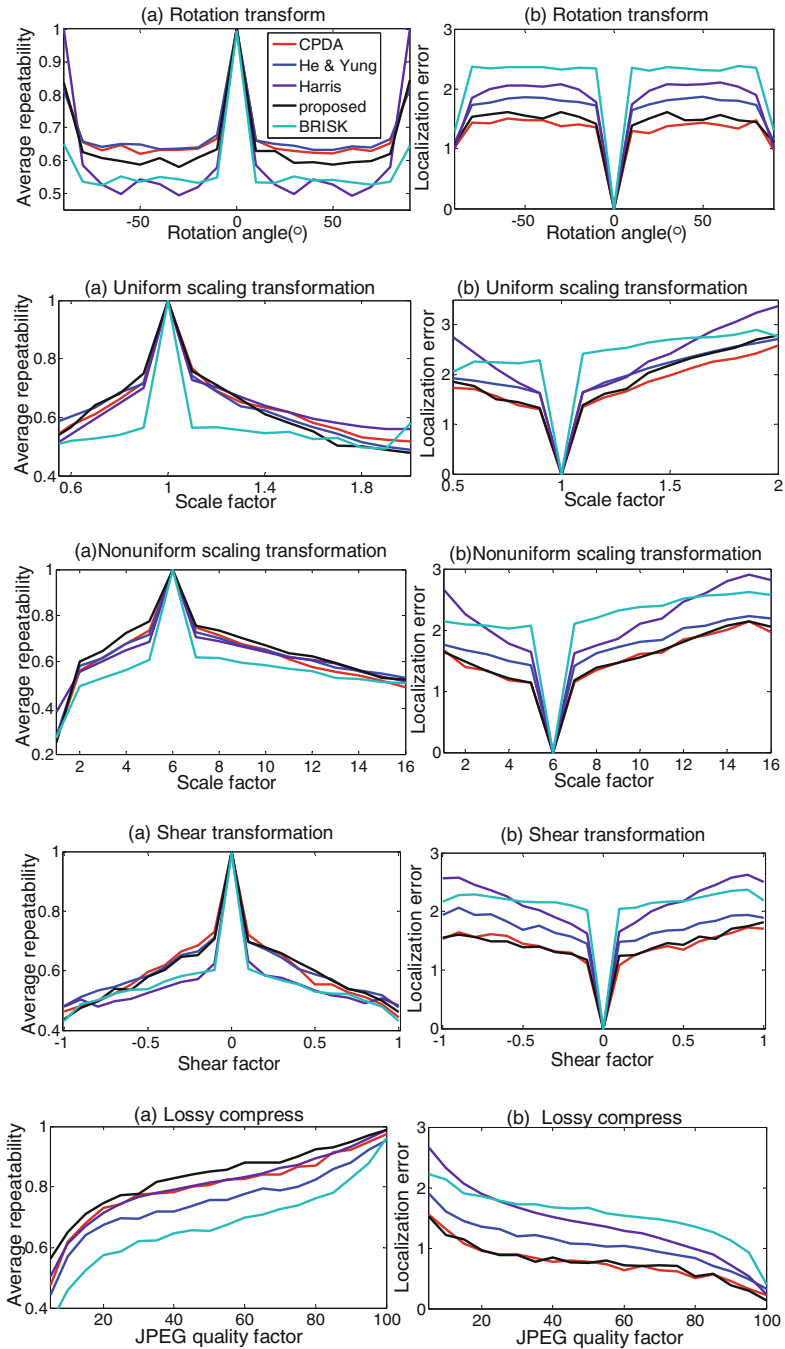 (a) Rotation transform
Average repeatability
1
0.9
0.8
0.7
0.6
0.5
-50
0
50
Rotation angle(º)
CPDA
He & Yung
Harris
proposed
BRISK
(b) Rotation transform
Localization error
3
2
1
0
-50
0
50
Rotation angle(º)
(a) Uniform scaling transformation
Average repeatability
1
0.8
0.6
0.4
0.6
1
1.4
1.8
Scale factor
(b) Uniform scaling transformation
Localization error
3
2
1
0
0.5
1
1.5
2
Scale factor
(a)Nonuniform scaling transformation
Average repeatability
1
0.8
0.6
0.4
0.2
2
4
6
8
10
12
14
16
Scale factor
(b)Nonuniform scaling transformation
Localization error
3
2
1
0
2
4
6
8
10
12
14
16
Scale factor
(a) Shear transformation
Average repeatability
1
0.8
0.6
0.4
-1
-0.5
0
0.5
1
Shear factor
(b) Shear transformation
Localization error
3
2
1
0
-1
-0.5
0
0.5
1
Shear factor
(a) Lossy compress
Average repeatability
1
0.8
0.6
0.4
20
40
60
80
100
JPEG quality factor
(b) Lossy compress
Localization error
3
2
1
0
20
40
60
80
100
JPEG quality factor